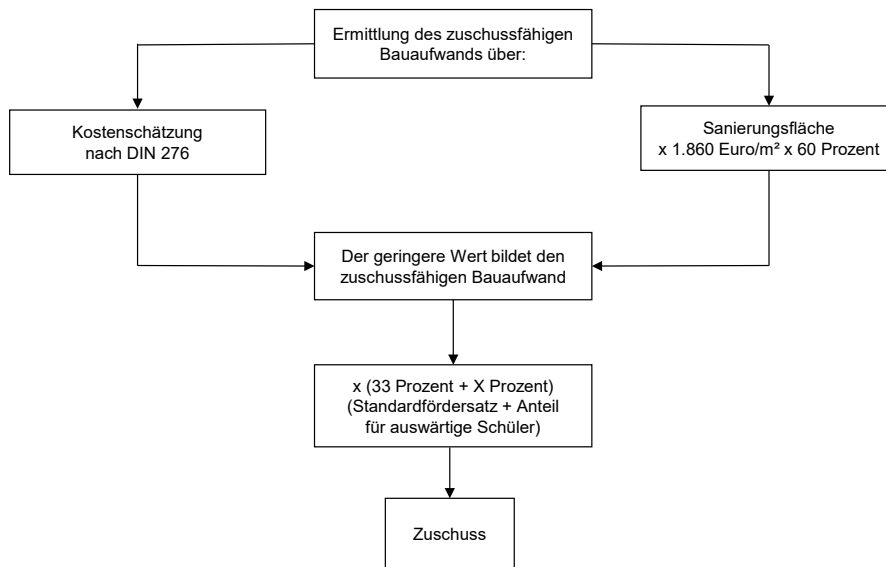 Ermittlung des zuschussfähigen
Bauaufwands über:
Kostenschätzung
nach DIN 276
Sanierungsfläche
x 1.860 Euro/m² x 60 Prozent
Der geringere Wert bildet den
zuschussfähigen Bauaufwand
x (33 Prozent + X Prozent)
(Standardfördersatz + Anteil
für auswärtige Schüler)
Zuschuss